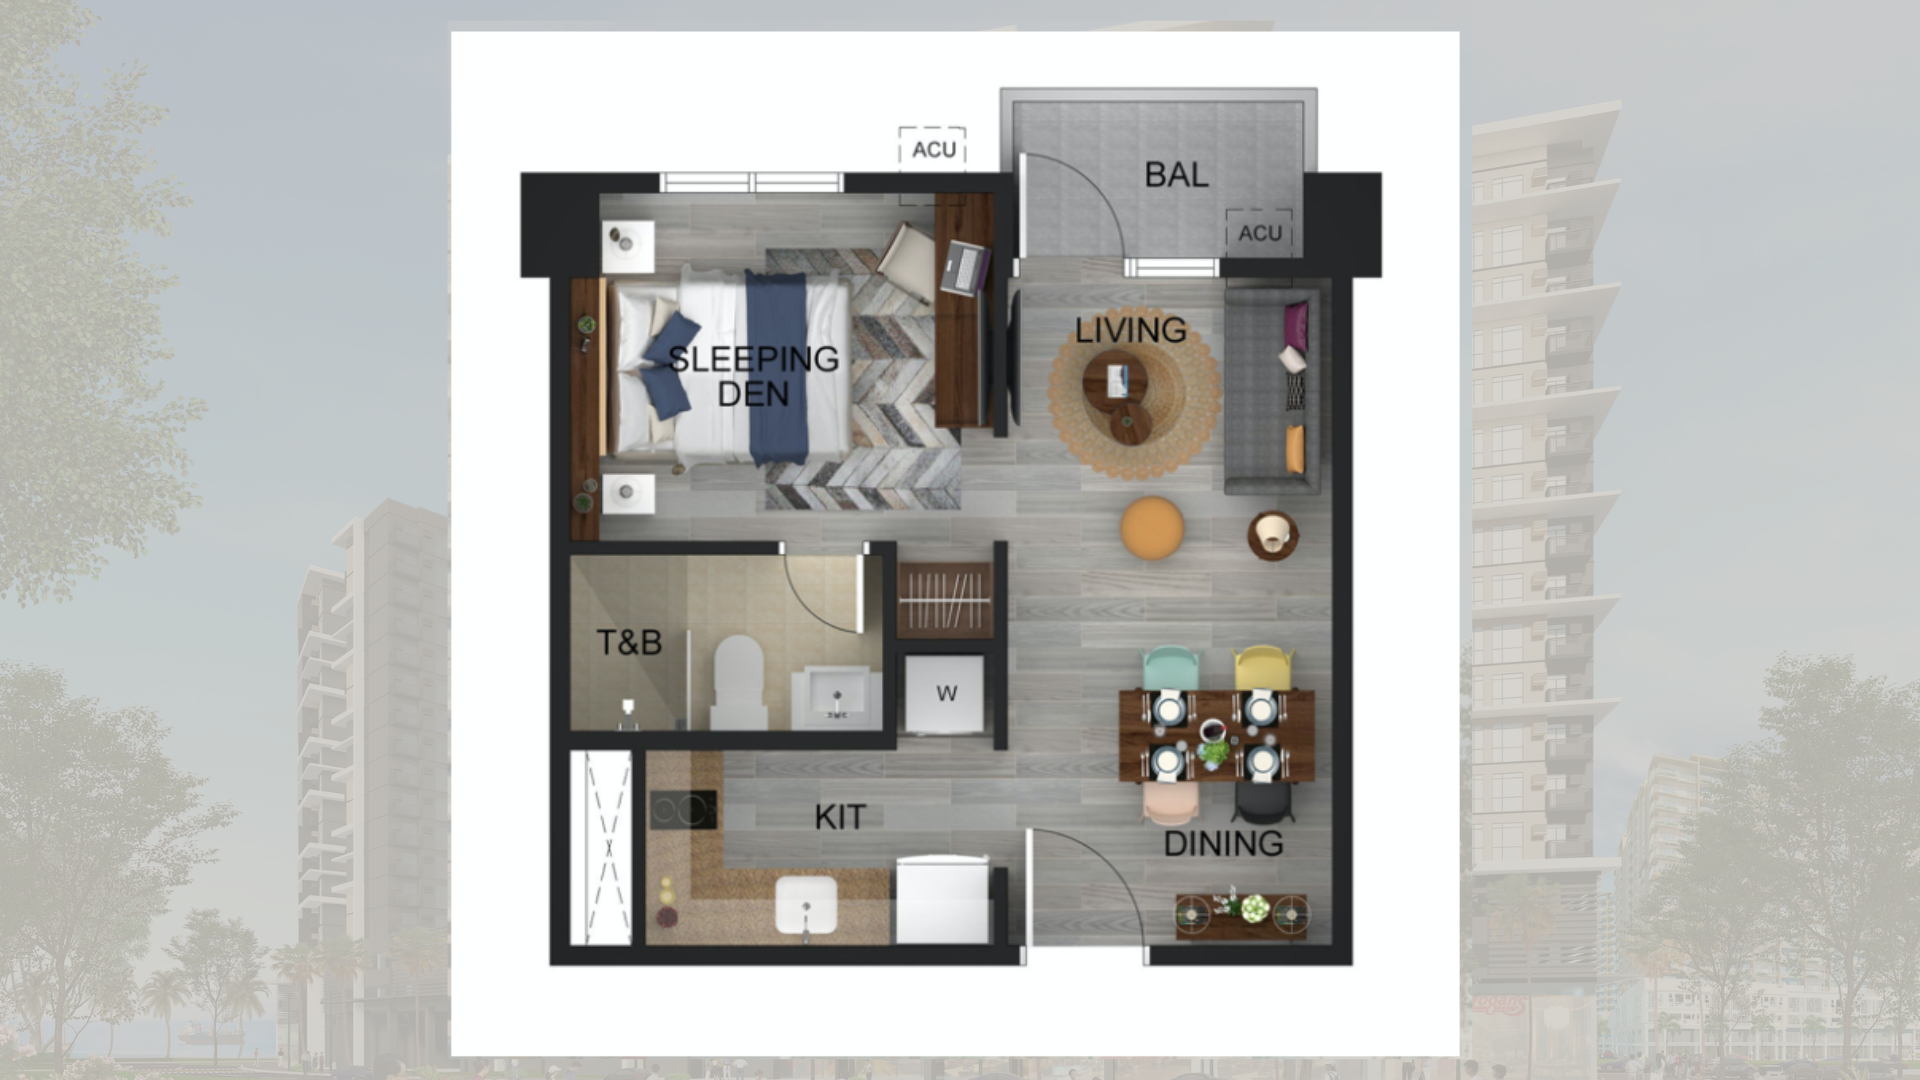 ACU
BAL
ACU
LIVING
SLEEPING
DEN
T&B
W
KIT
DINING